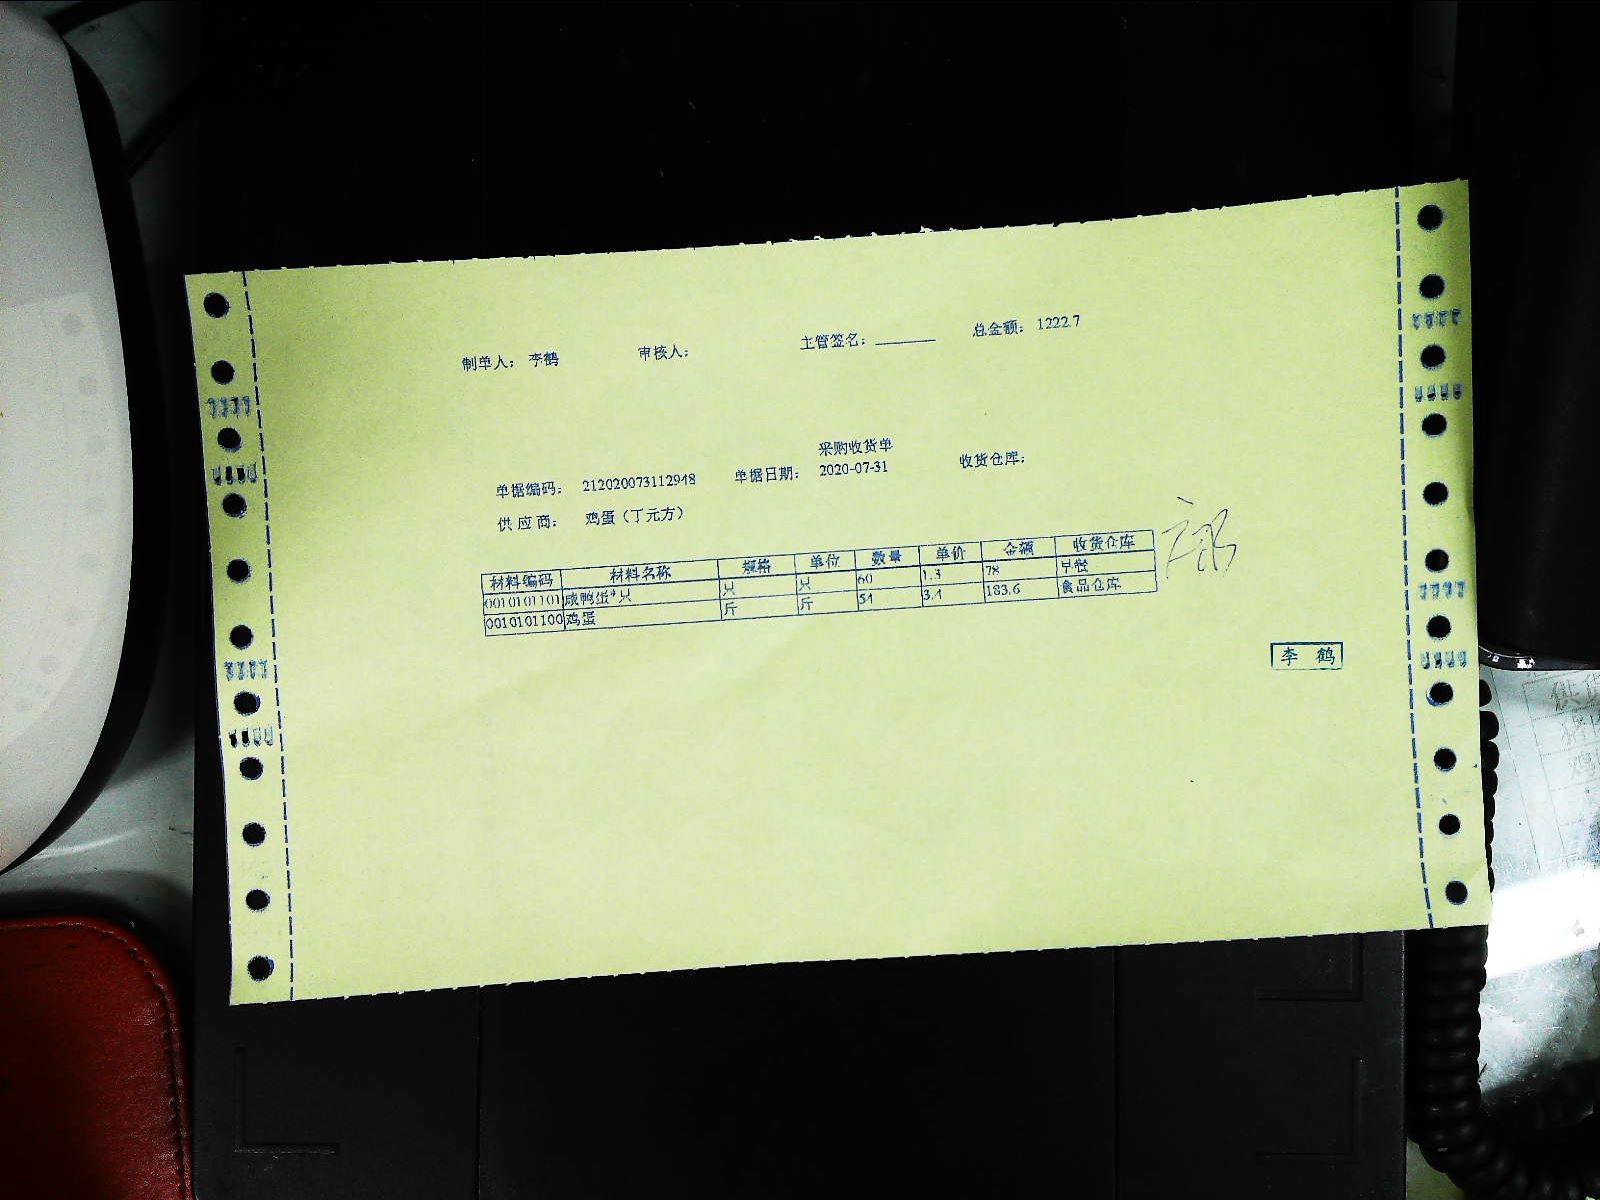 制单人： 李鹤 审核人： 主管签名：______ 总金额： 1222.7
采购收货单
单据编码： 212020073112948 单据日期： 2020-07-31 收货仓库：
供 应 商： 鸡蛋（丁元方）
材料编码 材料名称 规格 单位 数量 单价 金额 收货仓库
0010101101 咸鸭蛋*只 只 只 60 1.3 78 早餐
0010101100 鸡蛋 斤 斤 54 3.4 183.6 食品仓库
李 鹤